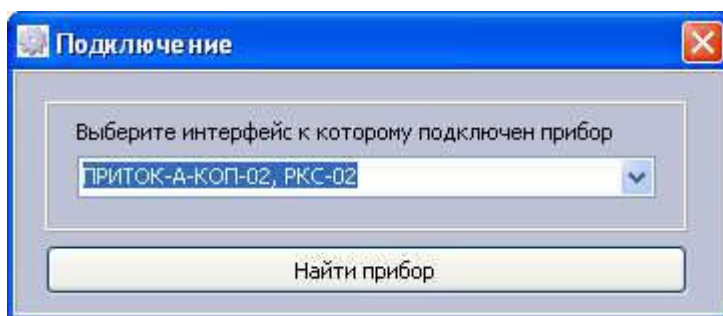 Подключение
Выберите интерфейс к которому подключен прибор
ПРИТОК-А-КОП-02, РКС-02
Найти прибор